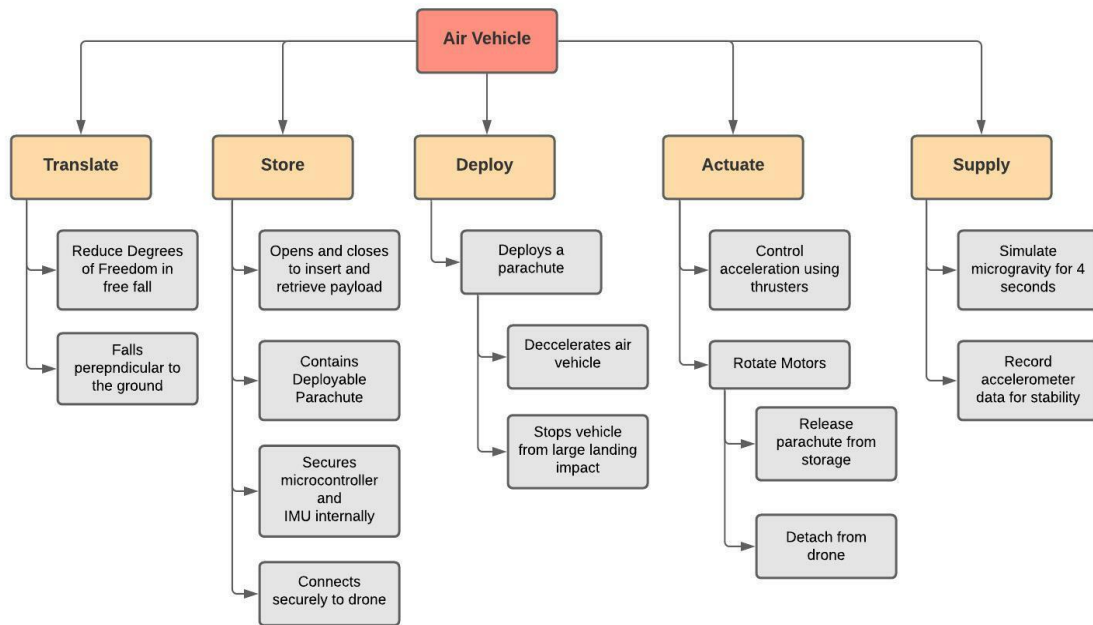 Air Vehicle
Translate
Reduce Degrees
of Freedom in
free fall
Falls
perepndicular to
the ground
Store
Opens and closes
to insert and
retrieve payload
Contains
Deployable
Parachute
Secures
microcontroller
and
IMU internally
Connects
securely to drone
Deploy
Deploys a
parachute
Deccelerates air
vehicle
Stops vehicle
from large landing
impact
Actuate
Control
acceleration using
thrusters
Rotate Motors
Release
parachute from
storage
Detach from
drone
Supply
Simulate
microgravity for 4
seconds
Record
accelerometer
data for stability